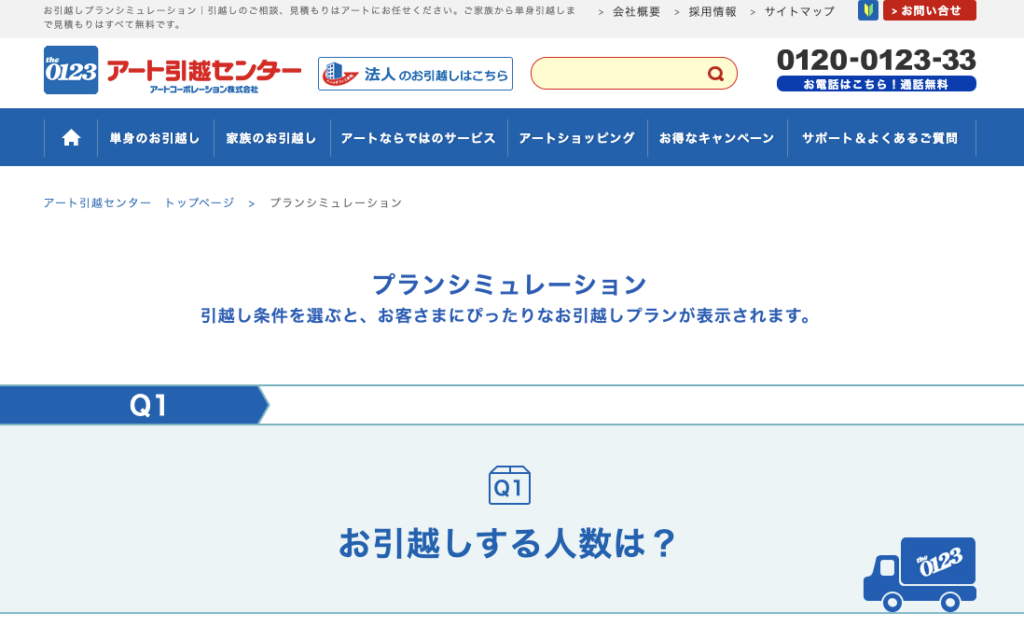 お引越しプランシミュレーション｜引越しのご相談、見積もりはアートにお任せください。ご家族から単身引越しま
で見積もりはすべて無料です。
> 会社概要 > 採用情報 > サイトマップ
> お問い合せ
the 0123
アート引越センター
アートコーポレーション株式会社
法人のお引越しはこちら
0120-0123-33
お電話はこちら！通話無料
単身のお引越し 家族のお引越し アートならではのサービス アートショッピング お得なキャンペーン サポート＆よくあるご質問
アート引越センター トップページ > プランシミュレーション
プランシミュレーション
引越し条件を選ぶと、お客さまにぴったりなお引越しプランが表示されます。
Q1
Q1
お引越しする人数は？
the 0123